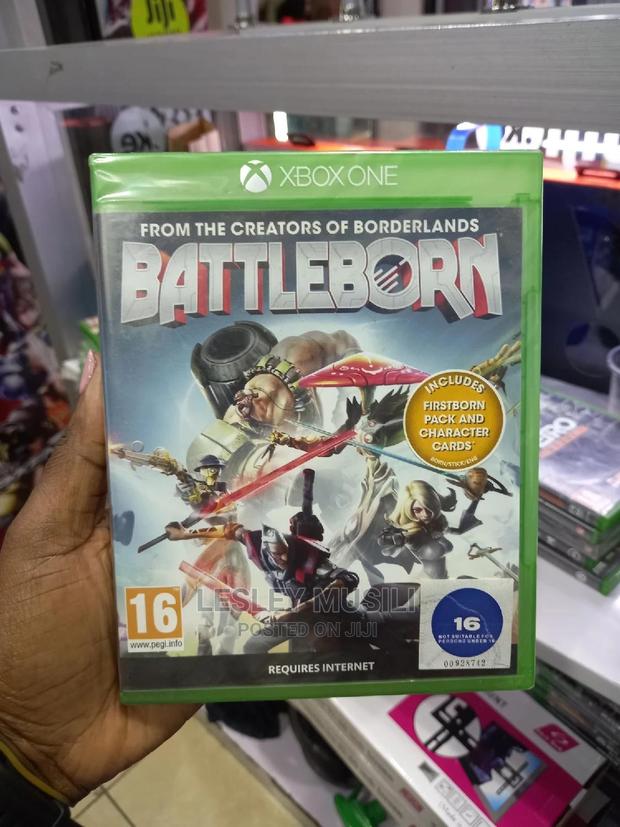 Jiji
XBOX ONE
FROM THE CREATORS OF BORDERLANDS
BATTLEBORN
INCLUDES
FIRSTBORN
PACK AND
CHARACTER
CARDS*
16
www.pegi.info
LESLEY MUSILI
POSTED ON JIJI
16
NOT SUITABLE FOR
PERSONS UNDER 16
00928742
REQUIRES INTERNET